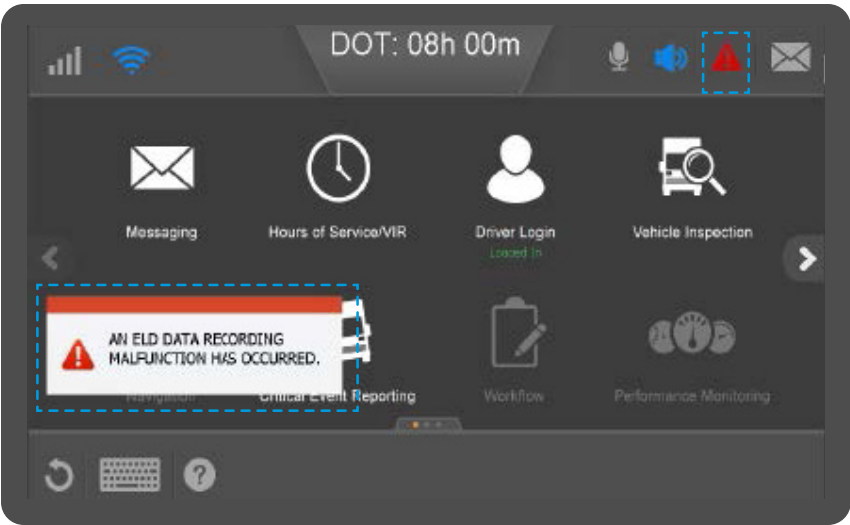 DOT: 08h 00m
Messaging
Hours of Service/VIR
Driver Login
Vehicle Inspection
Logged In
AN ELD DATA RECORDING
MALFUNCTION HAS OCCURRED.
Navigation
Critical Event Reporting
Workflow
Performance Monitoring
?